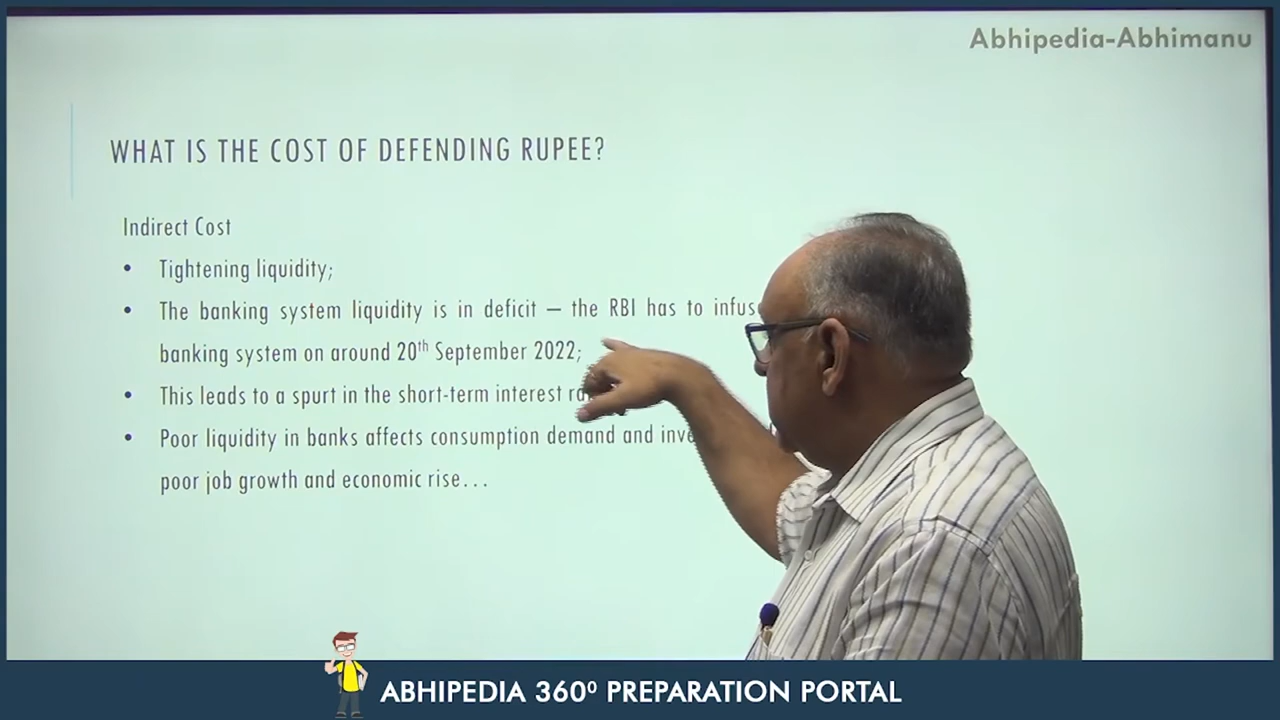 Abhipedia-Abhimanu
WHAT IS THE COST OF DEFENDING RUPEE?
Indirect Cost
• Tightening liquidity;
• The banking system liquidity is in deficit – the RBI has to
banking system on around 20th September 2022;
• This leads to a spurt in the short-term interest
• Poor liquidity in banks affects consumption demand and
poor job growth and economic rise...
ABHIPEDIA 360⁰ PREPARATION PORTAL